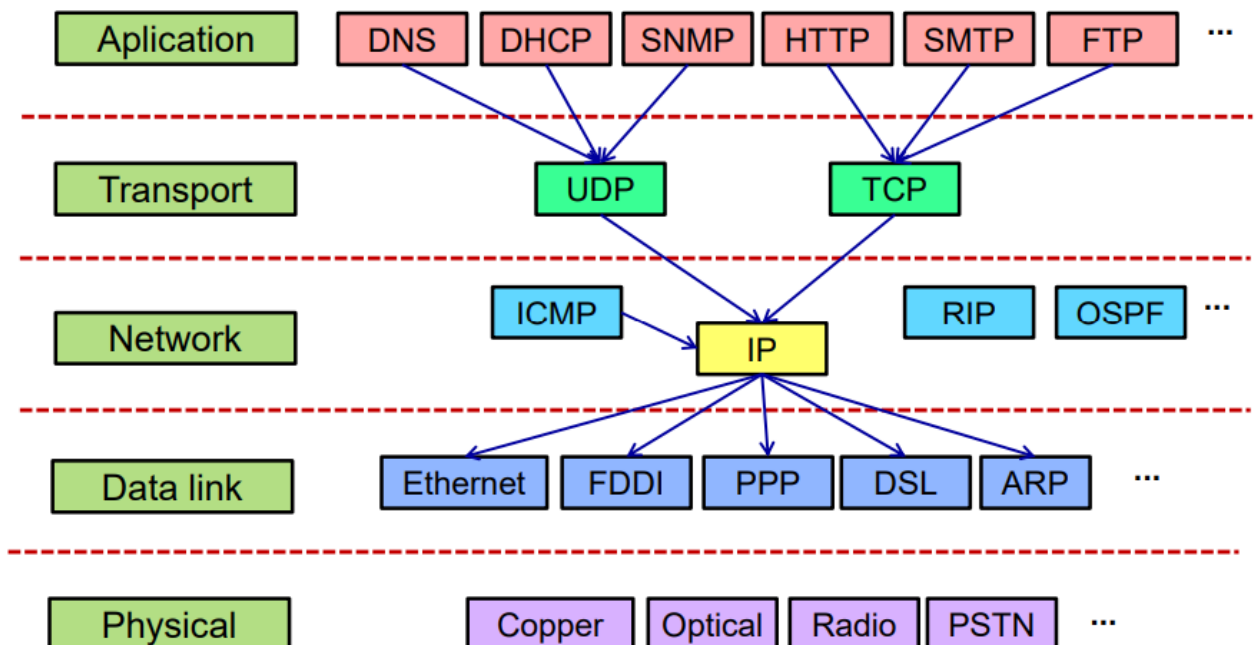 Aplication DNS DHCP SNMP HTTP SMTP FTP ...
Transport UDP TCP
ICMP RIP OSPF ...
Network IP
Data link Ethernet FDDI PPP DSL ARP ...
Physical Copper Optical Radio PSTN ...